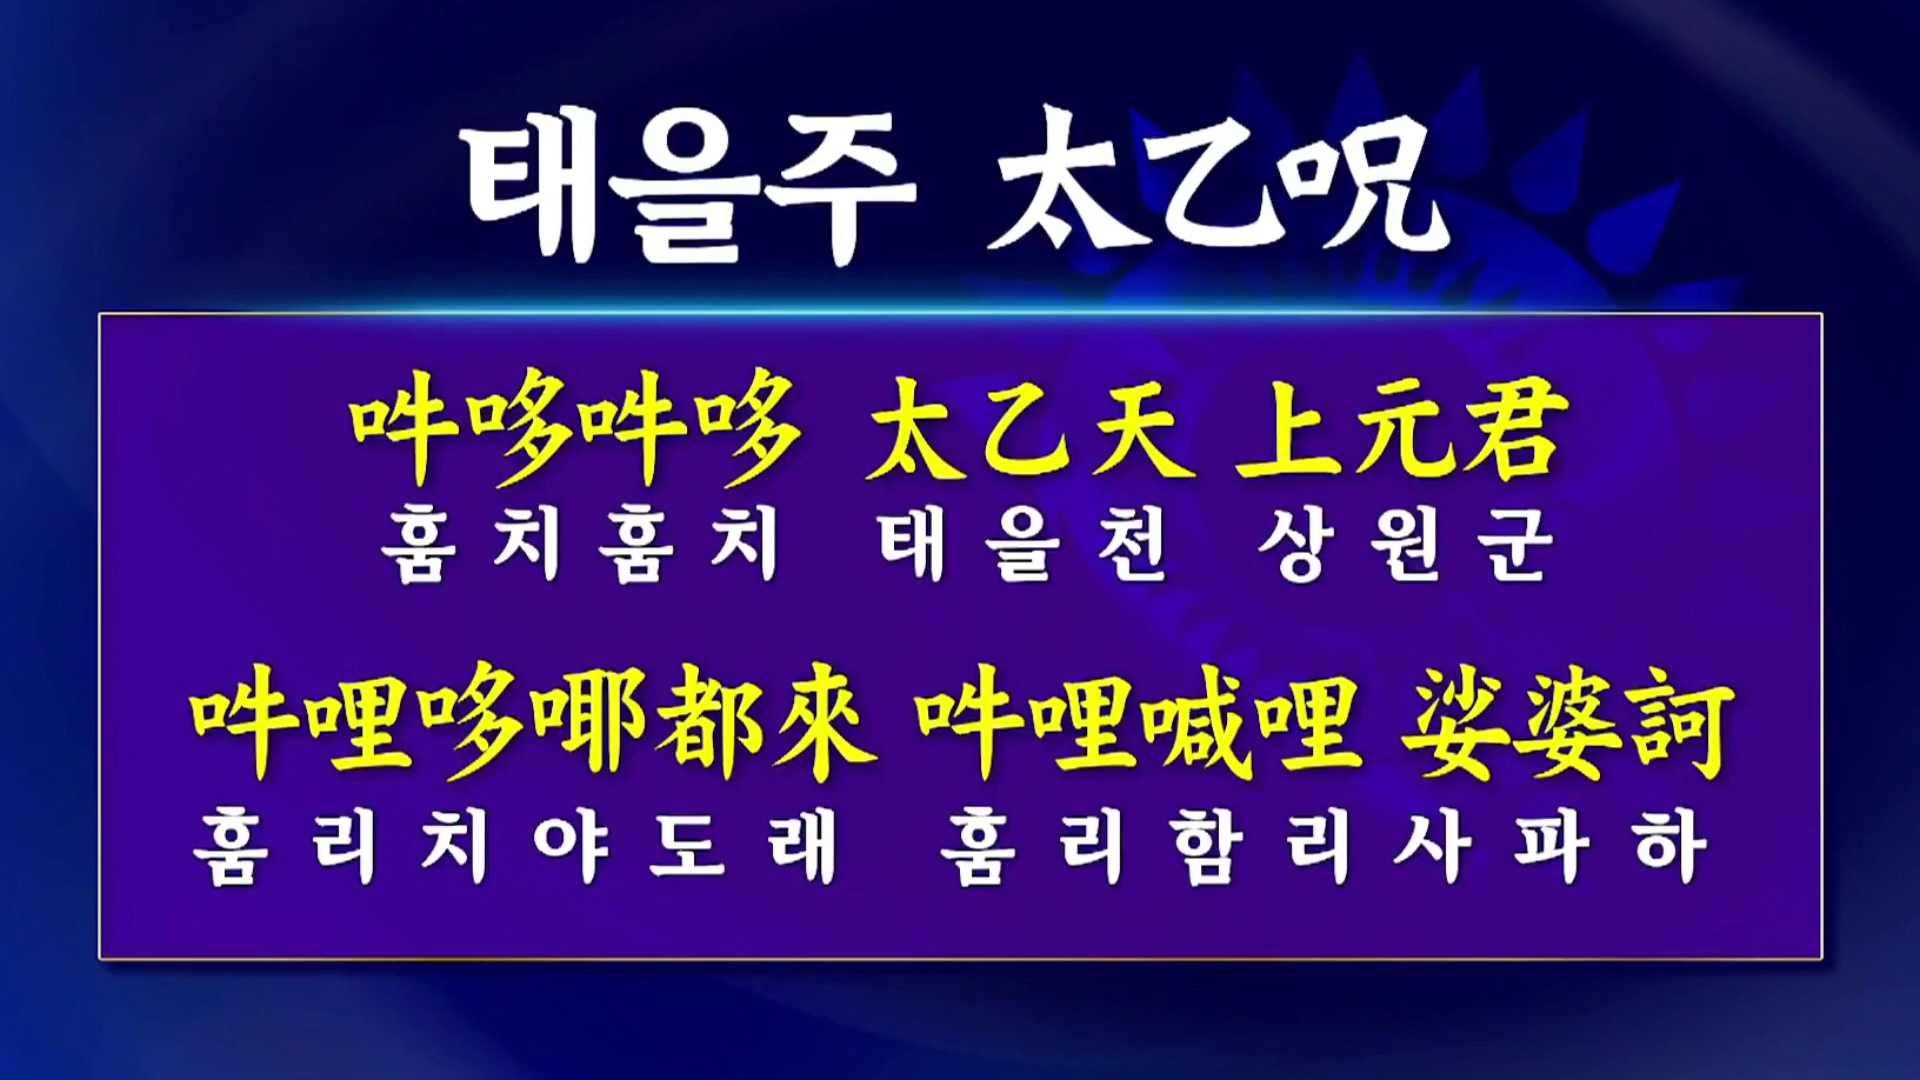 태을주 太乙呪
吽哆吽哆 太乙天 上元君
훔치훔치 태을천 상원군
吽哩哆哪都來 吽哩喊哩 娑婆訶
훔리치야도래 훔리함리사파하